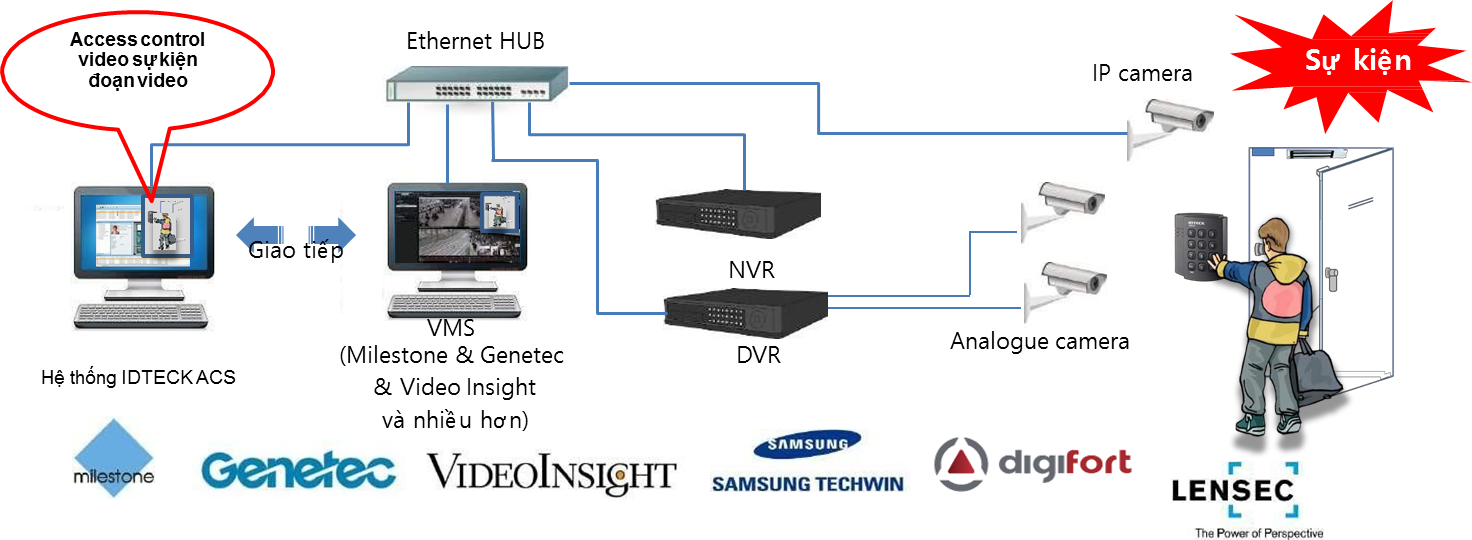 Access control
video sự kiện
đoạn video
Ethernet HUB
IP camera
Sự kiện
Giao tiếp
NVR
IDTECK
VMS
(Milestone & Genetec
& Video Insight
và nhiều hơn)
DVR
Analogue camera
Hệ thống IDTECK ACS
milestone
Genetec
VIDEOINSIGHT
SAMSUNG
SAMSUNG TECHWIN
digifort
LENSEC
The Power of Perspective